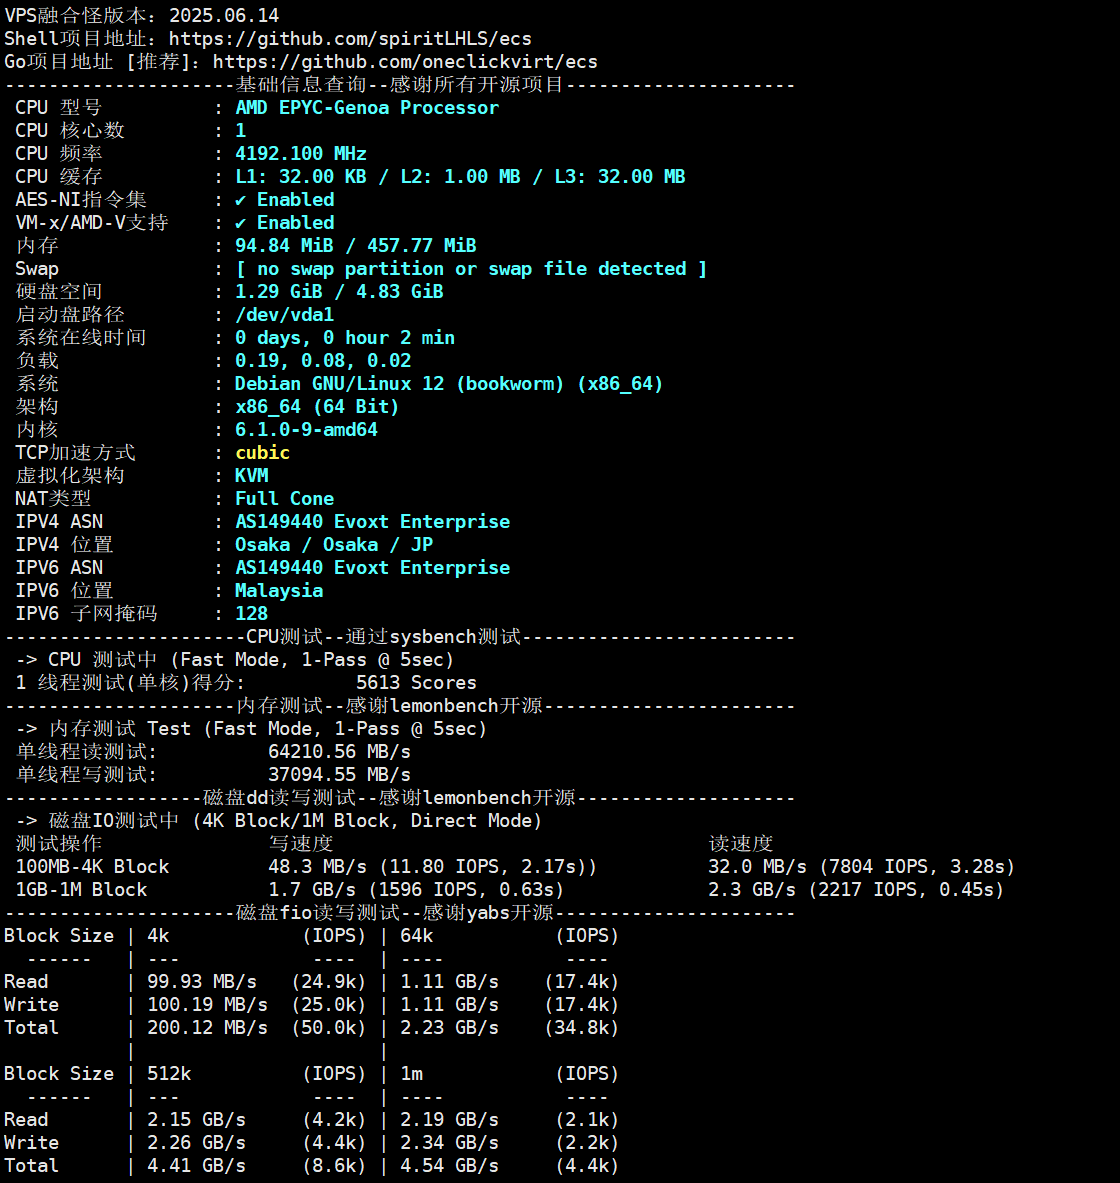 VPS融合怪版本：2025.06.14
Shell项目地址：https://github.com/spiritLHLS/ecs
Go项目地址 [推荐]：https://github.com/oneclickvirt/ecs
---------------------基础信息查询--感谢所有开源项目---------------------
CPU 型号 : AMD EPYC-Genoa Processor
CPU 核心数 : 1
CPU 频率 : 4192.100 MHz
CPU 缓存 : L1: 32.00 KB / L2: 1.00 MB / L3: 32.00 MB
AES-NI指令集 : ✔ Enabled
VM-x/AMD-V支持 : ✔ Enabled
内存 : 94.84 MiB / 457.77 MiB
Swap : [ no swap partition or swap file detected ]
硬盘空间 : 1.29 GiB / 4.83 GiB
启动盘路径 : /dev/vda1
系统在线时间 : 0 days, 0 hour 2 min
负载 : 0.19, 0.08, 0.02
系统 : Debian GNU/Linux 12 (bookworm) (x86_64)
架构 : x86_64 (64 Bit)
内核 : 6.1.0-9-amd64
TCP加速方式 : cubic
虚拟化架构 : KVM
NAT类型 : Full Cone
IPV4 ASN : AS149440 Evoxt Enterprise
IPV4 位置 : Osaka / Osaka / JP
IPV6 ASN : AS149440 Evoxt Enterprise
IPV6 位置 : Malaysia
IPV6 子网掩码 : 128
----------------------CPU测试--通过sysbench测试-------------------------
-> CPU 测试中 (Fast Mode, 1-Pass @ 5sec)
1 线程测试(单核)得分: 5613 Scores
---------------------内存测试--感谢lemonbench开源-----------------------
-> 内存测试 Test (Fast Mode, 1-Pass @ 5sec)
单线程读测试: 64210.56 MB/s
单线程写测试: 37094.55 MB/s
------------------磁盘dd读写测试--感谢lemonbench开源--------------------
-> 磁盘IO测试中 (4K Block/1M Block, Direct Mode)
测试操作 写速度 读速度
100MB-4K Block 48.3 MB/s (11.80 IOPS, 2.17s)) 32.0 MB/s (7804 IOPS, 3.28s)
1GB-1M Block 1.7 GB/s (1596 IOPS, 0.63s) 2.3 GB/s (2217 IOPS, 0.45s)
---------------------磁盘fio读写测试--感谢yabs开源----------------------
Block Size | 4k (IOPS) | 64k (IOPS)
------ | --- ---- | ---- ----
Read | 99.93 MB/s (24.9k) | 1.11 GB/s (17.4k)
Write | 100.19 MB/s (25.0k) | 1.11 GB/s (17.4k)
Total | 200.12 MB/s (50.0k) | 2.23 GB/s (34.8k)
| |
Block Size | 512k (IOPS) | 1m (IOPS)
------ | --- ---- | ---- ----
Read | 2.15 GB/s (4.2k) | 2.19 GB/s (2.1k)
Write | 2.26 GB/s (4.4k) | 2.34 GB/s (2.2k)
Total | 4.41 GB/s (8.6k) | 4.54 GB/s (4.4k)